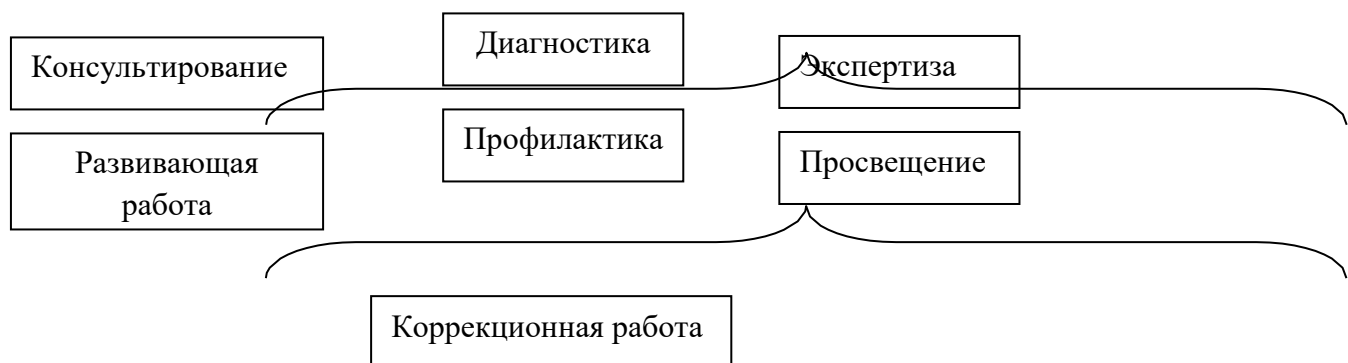 Диагностика
Консультирование
Экспертиза
Профилактика
Просвещение
Развивающая
работа
Коррекционная работа